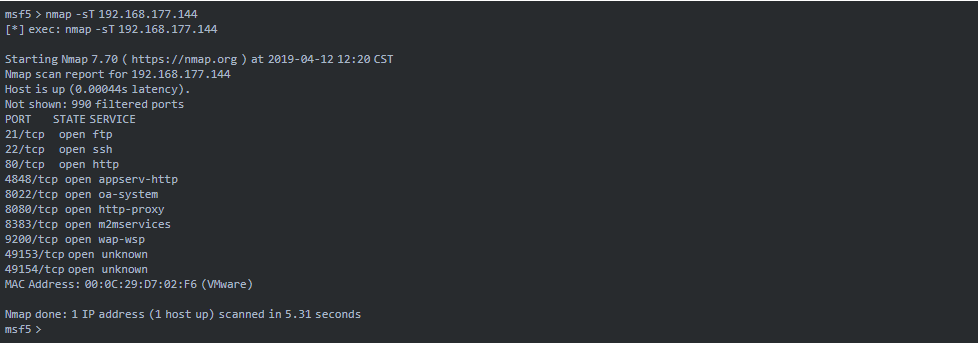 msf5 > nmap -sT 192.168.177.144
[*] exec: nmap -sT 192.168.177.144
Starting Nmap 7.70 ( https://nmap.org ) at 2019-04-12 12:20 CST
Nmap scan report for 192.168.177.144
Host is up (0.00044s latency).
Not shown: 990 filtered ports
PORT STATE SERVICE
21/tcp open ftp
22/tcp open ssh
80/tcp open http
4848/tcp open appserv-http
8022/tcp open oa-system
8080/tcp open http-proxy
8383/tcp open m2mservices
9200/tcp open wap-wsp
49153/tcp open unknown
49154/tcp open unknown
MAC Address: 00:0C:29:D7:02:F6 (VMware)
Nmap done: 1 IP address (1 host up) scanned in 5.31 seconds
msf5 >